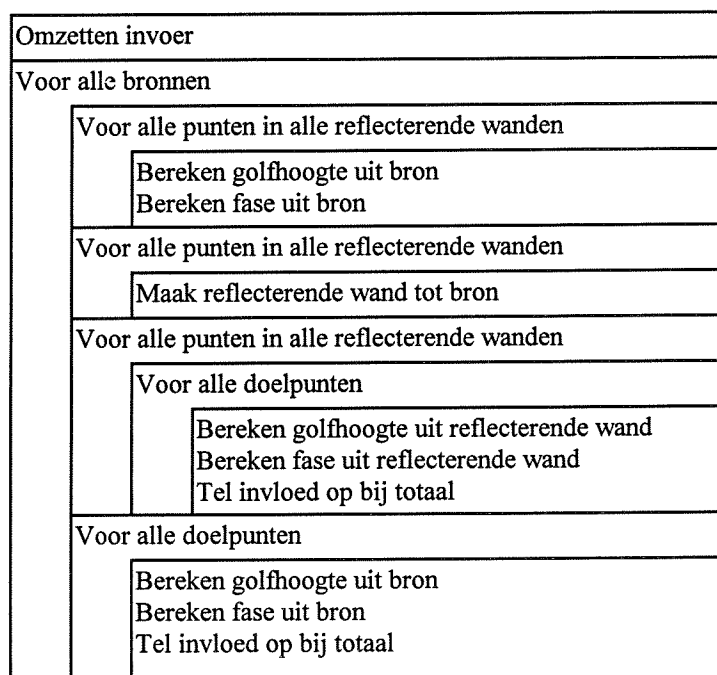 Omzetten invoer
Voor alle bronnen
Voor alle punten in alle reflecterende wanden
Bereken golfhoogte uit bron
Bereken fase uit bron
Voor alle punten in alle reflecterende wanden
Maak reflecterende wand tot bron
Voor alle punten in alle reflecterende wanden
Voor alle doelpunten
Bereken golfhoogte uit reflecterende wand
Bereken fase uit reflecterende wand
Tel invloed op bij totaal
Voor alle doelpunten
Bereken golfhoogte uit bron
Bereken fase uit bron
Tel invloed op bij totaal